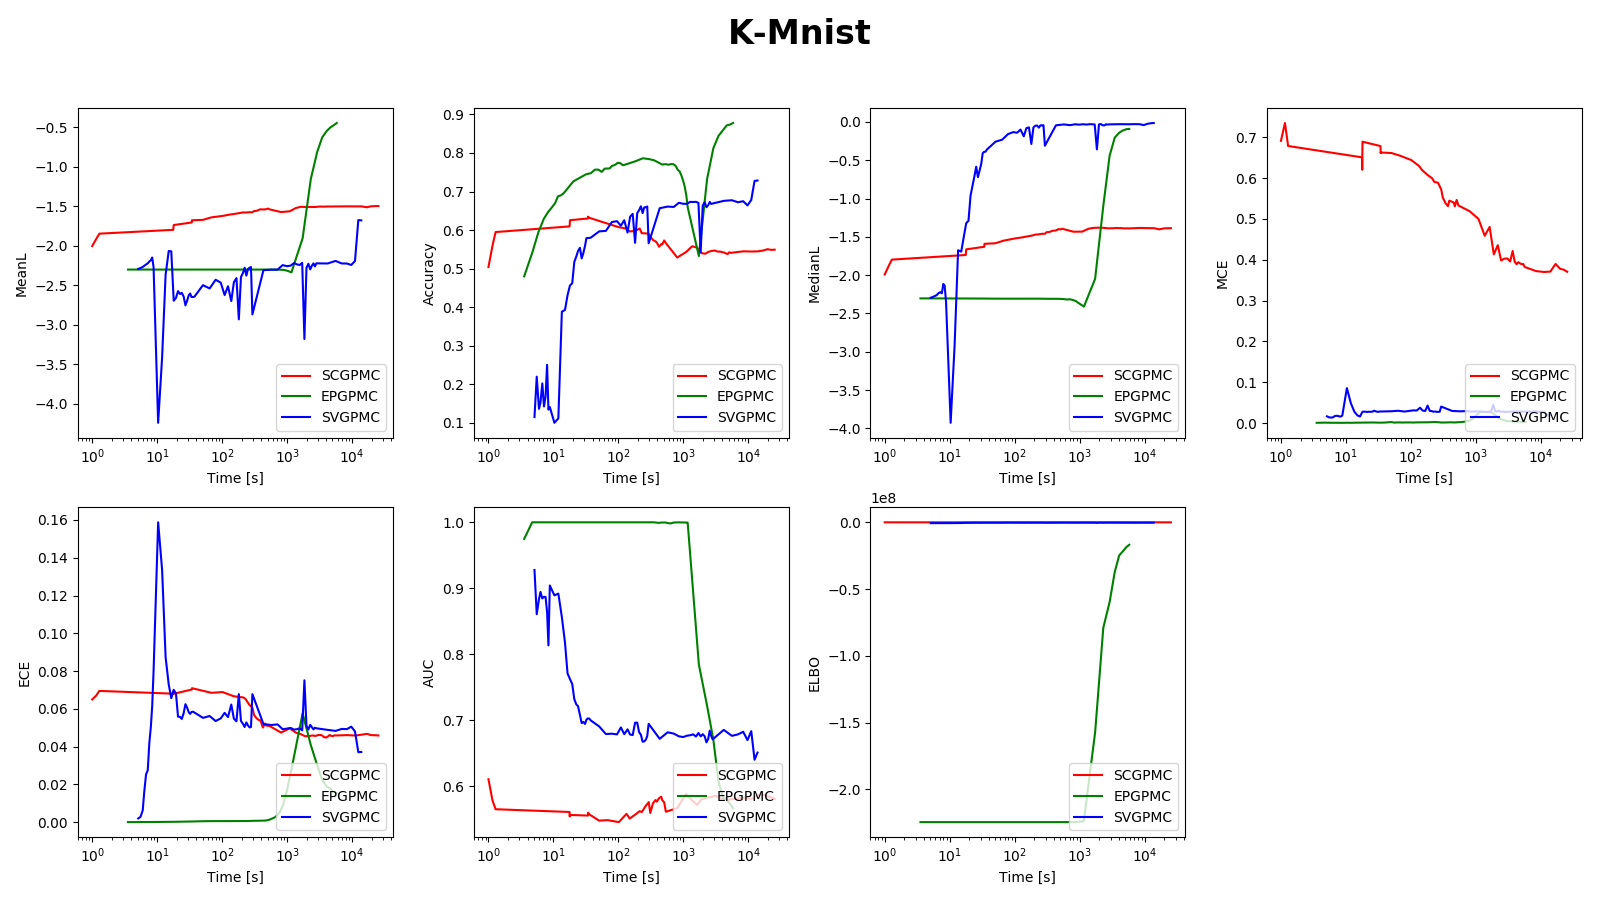 K-Mnist
MeanL
−0.5
−1.0
−1.5
−2.0
−2.5
−3.0
−3.5
−4.0
10⁰ 10¹ 10² 10³ 10⁴
Time [s]
SCGPMC
EPGPMC
SVGPMC
Accuracy
0.9
0.8
0.7
0.6
0.5
0.4
0.3
0.2
0.1
10⁰ 10¹ 10² 10³ 10⁴
Time [s]
SCGPMC
EPGPMC
SVGPMC
MedianL
0.0
−0.5
−1.0
−1.5
−2.0
−2.5
−3.0
−3.5
−4.0
10⁰ 10¹ 10² 10³ 10⁴
Time [s]
SCGPMC
EPGPMC
SVGPMC
MCE
0.7
0.6
0.5
0.4
0.3
0.2
0.1
0.0
10⁰ 10¹ 10² 10³ 10⁴
Time [s]
SCGPMC
EPGPMC
SVGPMC
ECE
0.16
0.14
0.12
0.10
0.08
0.06
0.04
0.02
0.00
10⁰ 10¹ 10² 10³ 10⁴
Time [s]
SCGPMC
EPGPMC
SVGPMC
AUC
1.0
0.9
0.8
0.7
0.6
10⁰ 10¹ 10² 10³ 10⁴
Time [s]
SCGPMC
EPGPMC
SVGPMC
1e8
ELBO
0.0
−0.5
−1.0
−1.5
−2.0
10⁰ 10¹ 10² 10³ 10⁴
Time [s]
SCGPMC
EPGPMC
SVGPMC